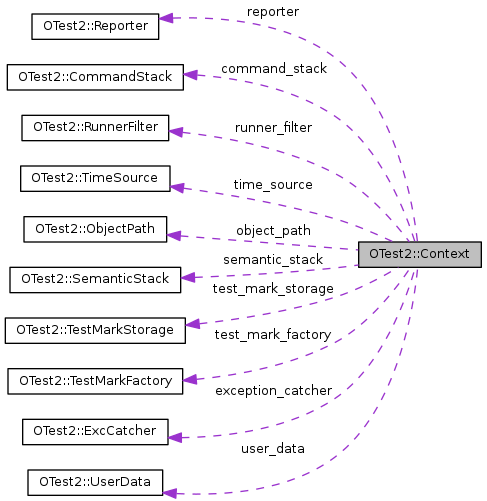 reporter
OTest2::Reporter
command_stack
OTest2::CommandStack
runner_filter
OTest2::RunnerFilter
time_source
OTest2::TimeSource
object_path
OTest2::ObjectPath
OTest2::Context
semantic_stack
OTest2::SemanticStack
test_mark_storage
OTest2::TestMarkStorage
test_mark_factory
OTest2::TestMarkFactory
exception_catcher
OTest2::ExcCatcher
user_data
OTest2::UserData